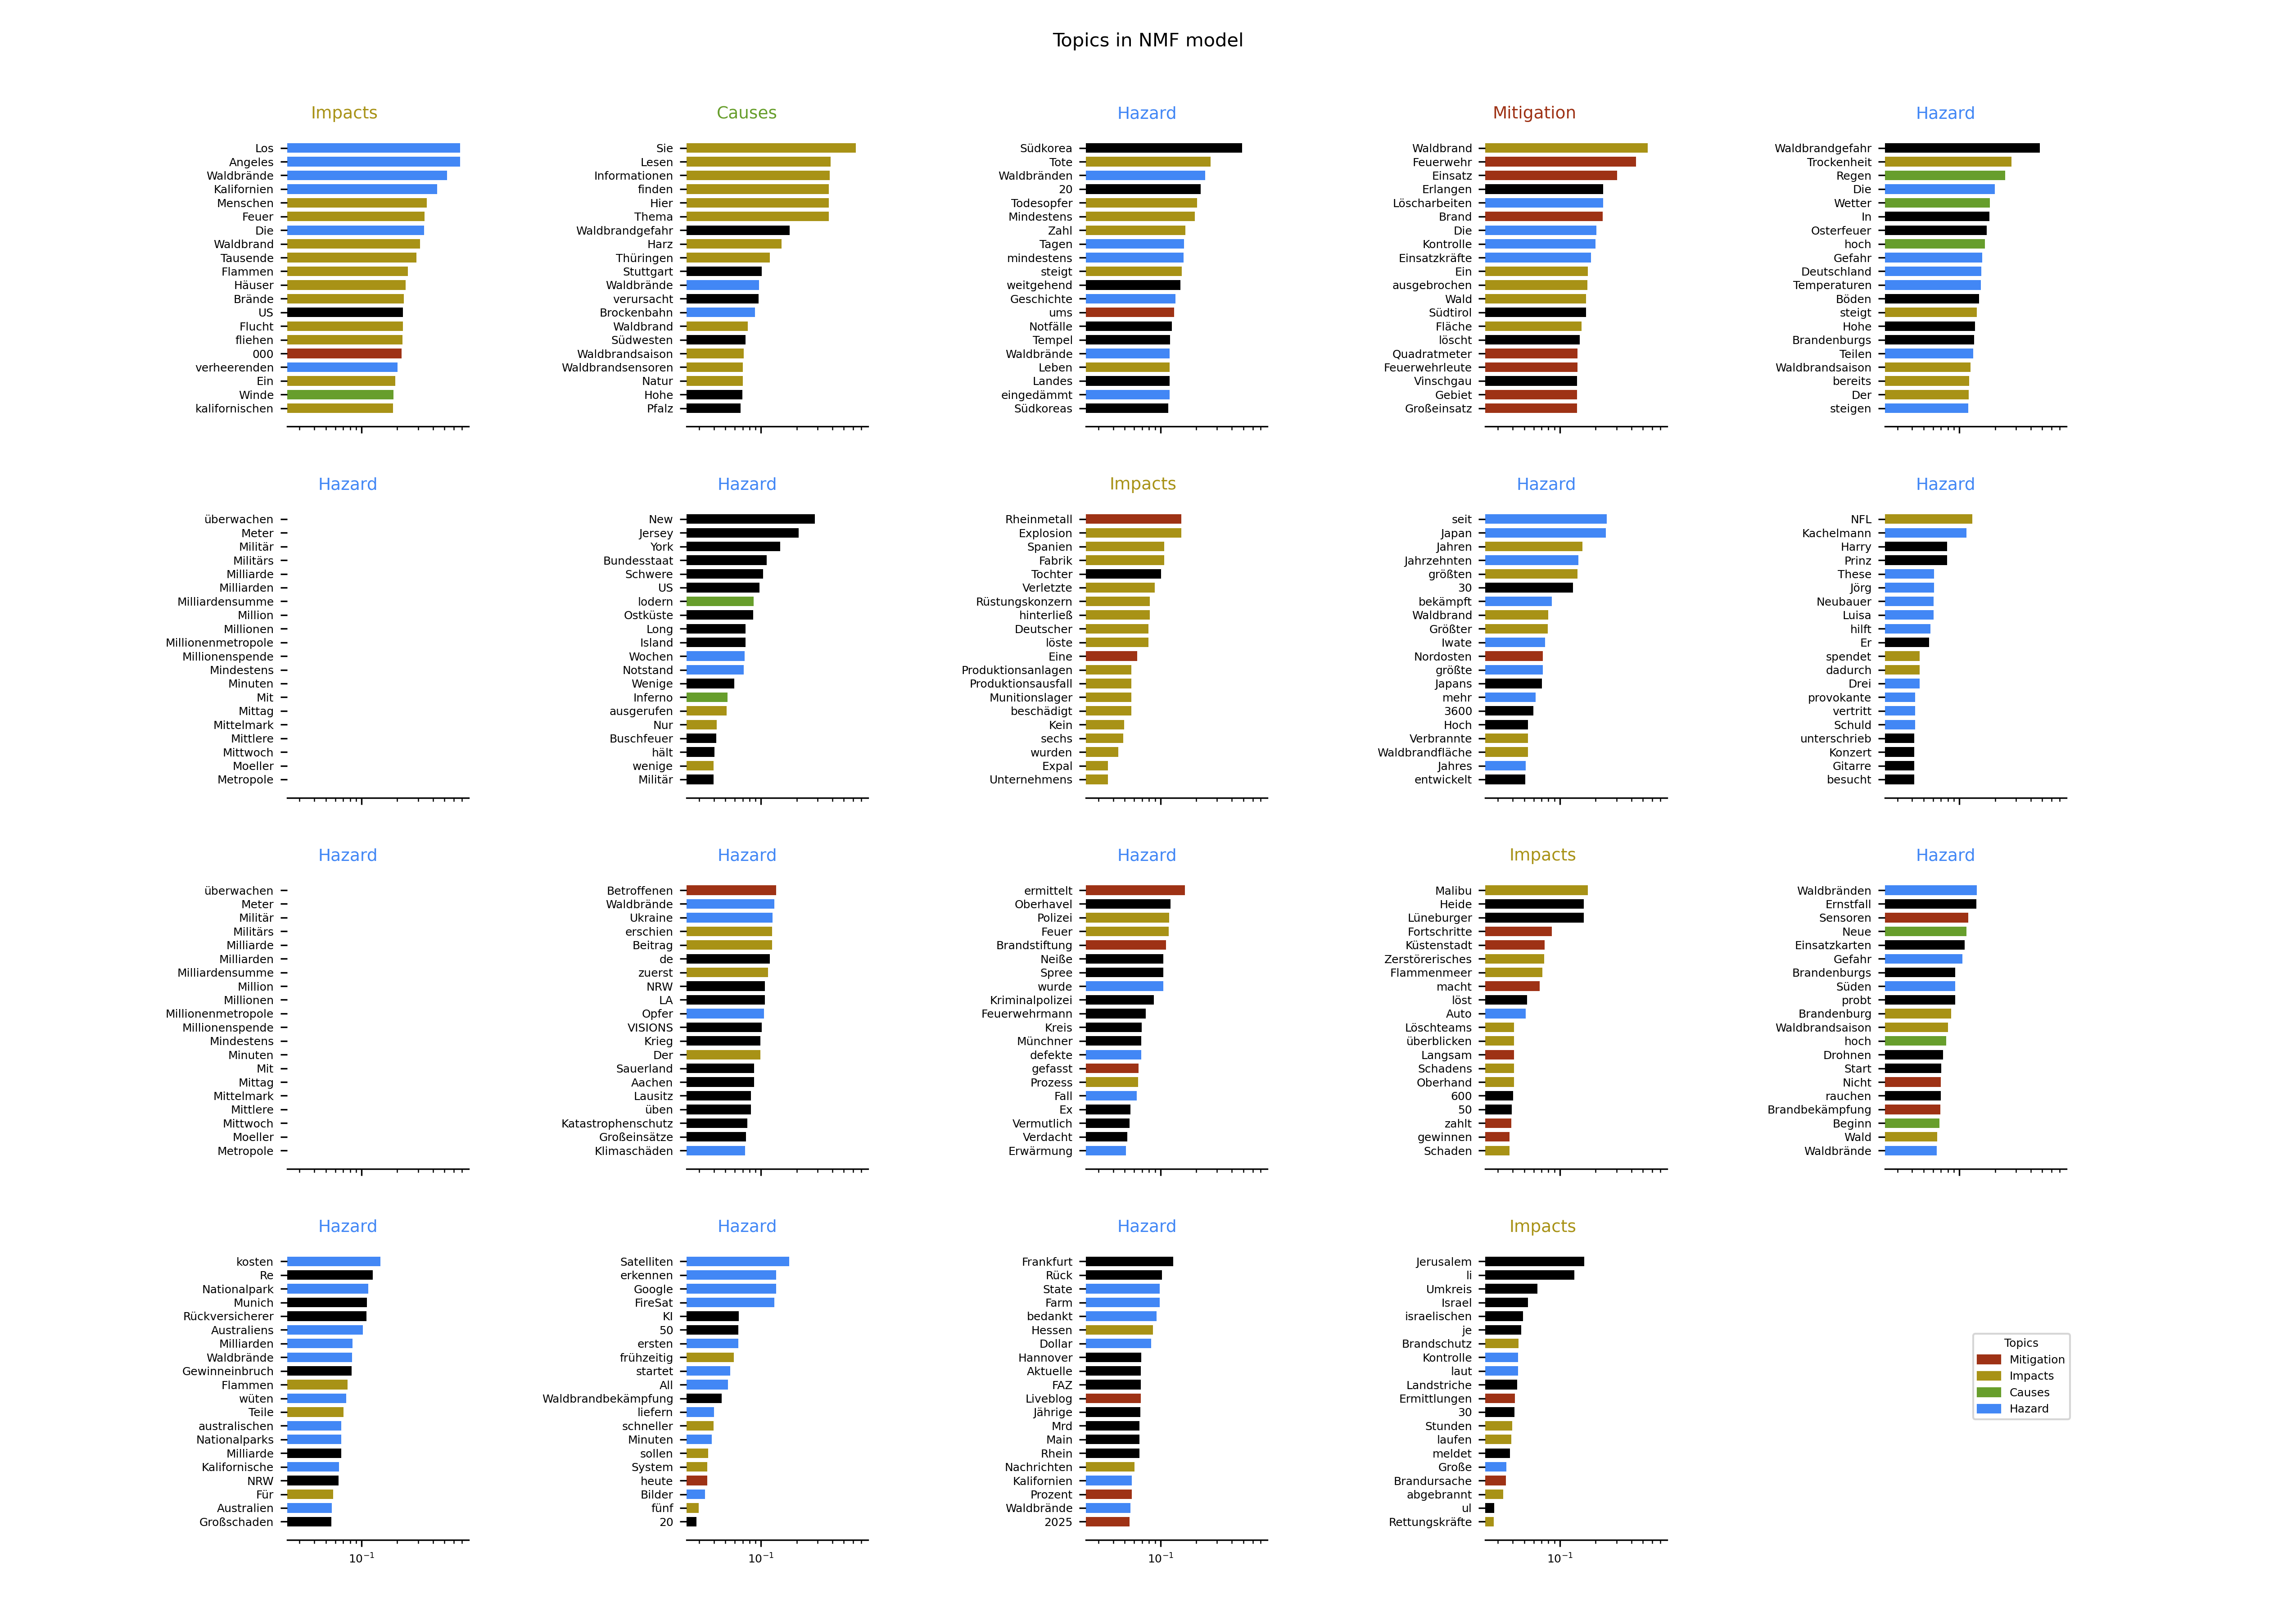 Topics in NMF model
Impacts
Los
Angeles
Waldbrände
Kalifornien
Menschen
Feuer
Die
Waldbrand
Tausende
Flammen
Häuser
Brände
US
Flucht
fliehen
000
verheerenden
Ein
Winde
kalifornischen
Causes
Sie
Lesen
Informationen
finden
Hier
Thema
Waldbrandgefahr
Harz
Thüringen
Stuttgart
Waldbrände
verursacht
Brockenbahn
Waldbrand
Südwesten
Waldbrandsaison
Waldbrandsensoren
Natur
Hohe
Pfalz
Hazard
Südkorea
Tote
Waldbränden
20
Todesopfer
Mindestens
Zahl
Tagen
mindestens
steigt
weitgehend
Geschichte
ums
Notfälle
Tempel
Waldbrände
Leben
Landes
eingedämmt
Südkoreas
Mitigation
Waldbrand
Feuerwehr
Einsatz
Erlangen
Löscharbeiten
Brand
Die
Kontrolle
Einsatzkräfte
Ein
ausgebrochen
Wald
Südtirol
Fläche
löscht
Quadratmeter
Feuerwehrleute
Vinschgau
Gebiet
Großeinsatz
Hazard
Waldbrandgefahr
Trockenheit
Regen
Die
Wetter
In
Osterfeuer
hoch
Gefahr
Deutschland
Temperaturen
Böden
steigt
Hohe
Brandenburgs
Teilen
Waldbrandsaison
bereits
Der
steigen
Hazard
überwachen
Meter
Militär
Militärs
Milliarde
Milliarden
Milliardensumme
Million
Millionen
Millionenmetropole
Millionenspende
Mindestens
Minuten
Mit
Mittag
Mittelmark
Mittlere
Mittwoch
Moeller
Metropole
Hazard
New
Jersey
York
Bundesstaat
Schwere
US
lodern
Ostküste
Long
Island
Wochen
Notstand
Wenige
Inferno
ausgerufen
Nur
Buschfeuer
hält
wenige
Militär
Impacts
Rheinmetall
Explosion
Spanien
Fabrik
Tochter
Verletzte
Rüstungskonzern
hinterließ
Deutscher
löste
Eine
Produktionsanlagen
Produktionsausfall
Munitionslager
beschädigt
Kein
sechs
wurden
Expal
Unternehmens
Hazard
seit
Japan
Jahren
Jahrzehnten
größten
30
bekämpft
Waldbrand
Größter
Iwate
Nordosten
größte
Japans
mehr
3600
Hoch
Verbrannte
Waldbrandfläche
Jahres
entwickelt
Hazard
NFL
Kachelmann
Harry
Prinz
These
Jörg
Neubauer
Luisa
hilft
Er
spendet
dadurch
Drei
provokante
vertritt
Schuld
unterschrieb
Konzert
Gitarre
besucht
Hazard
überwachen
Meter
Militär
Militärs
Milliarde
Milliarden
Milliardensumme
Million
Millionen
Millionenmetropole
Millionenspende
Mindestens
Minuten
Mit
Mittag
Mittelmark
Mittlere
Mittwoch
Moeller
Metropole
Hazard
Betroffenen
Waldbrände
Ukraine
erschien
Beitrag
de
zuerst
NRW
LA
Opfer
VISIONS
Krieg
Der
Sauerland
Aachen
Lausitz
üben
Katastrophenschutz
Großeinsätze
Klimaschäden
Hazard
ermittelt
Oberhavel
Polizei
Feuer
Brandstiftung
Neiße
Spree
wurde
Kriminalpolizei
Feuerwehrmann
Kreis
Münchner
defekte
gefasst
Prozess
Fall
Ex
Vermutlich
Verdacht
Erwärmung
Impacts
Malibu
Heide
Lüneburger
Fortschritte
Küstenstadt
Zerstörerisches
Flammenmeer
macht
löst
Auto
Löschteams
überblicken
Langsam
Schadens
Oberhand
600
50
zahlt
gewinnen
Schaden
Hazard
Waldbränden
Ernstfall
Sensoren
Neue
Einsatzkarten
Gefahr
Brandenburgs
Süden
probt
Brandenburg
Waldbrandsaison
hoch
Drohnen
Start
Nicht
rauchen
Brandbekämpfung
Beginn
Wald
Waldbrände
Hazard
kosten
Re
Nationalpark
Munich
Rückversicherer
Australiens
Milliarden
Waldbrände
Gewinneinbruch
Flammen
wüten
Teile
australischen
Nationalparks
Milliarde
Kalifornische
NRW
Für
Australien
Großschaden
10⁻¹
Hazard
Satelliten
erkennen
Google
FireSat
KI
50
ersten
frühzeitig
startet
All
Waldbrandbekämpfung
liefern
schneller
Minuten
sollen
System
heute
Bilder
fünf
20
10⁻¹
Hazard
Frankfurt
Rück
State
Farm
bedankt
Hessen
Dollar
Hannover
Aktuelle
FAZ
Liveblog
Jährige
Mrd
Main
Rhein
Nachrichten
Kalifornien
Prozent
Waldbrände
2025
10⁻¹
Impacts
Jerusalem
li
Umkreis
Israel
israelischen
je
Brandschutz
Kontrolle
laut
Landstriche
Ermittlungen
30
Stunden
laufen
meldet
Große
Brandursache
abgebrannt
ul
Rettungskräfte
10⁻¹
Topics
Mitigation
Impacts
Causes
Hazard